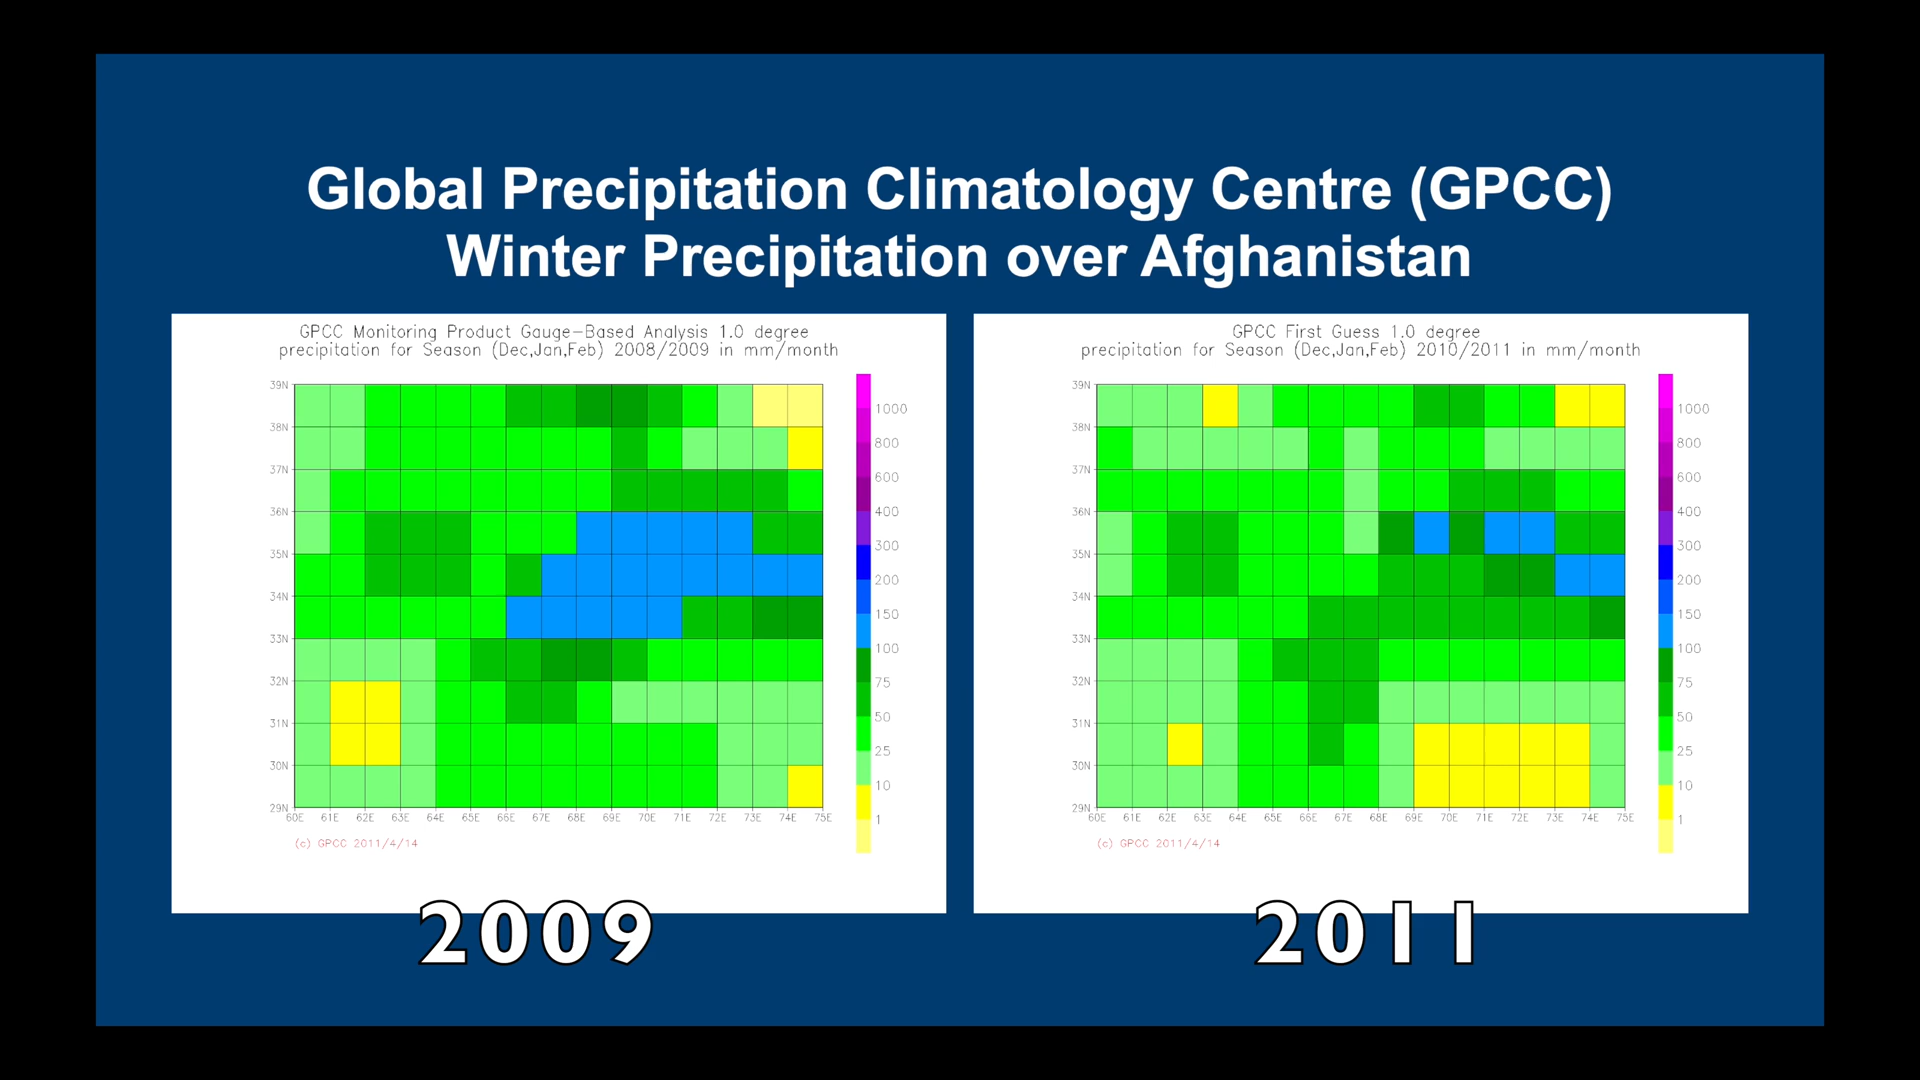 Global Precipitation Climatology Centre (GPCC)
Winter Precipitation over Afghanistan
GPCC Monitoring Product Gauge-Based Analysis 1.0 degree
precipitation for Season (Dec,Jan,Feb) 2008/2009 in mm/month
39N
38N
37N
36N
35N
34N
33N
32N
31N
30N
29N
60E 61E 62E 63E 64E 65E 66E 67E 68E 69E 70E 71E 72E 73E 74E 75E
1000
800
600
400
300
200
150
100
75
50
25
10
1
(c) GPCC 2011/4/14
2009
GPCC First Guess 1.0 degree
precipitation for Season (Dec,Jan,Feb) 2010/2011 in mm/month
39N
38N
37N
36N
35N
34N
33N
32N
31N
30N
29N
60E 61E 62E 63E 64E 65E 66E 67E 68E 69E 70E 71E 72E 73E 74E 75E
1000
800
600
400
300
200
150
100
75
50
25
10
1
(c) GPCC 2011/4/14
2011